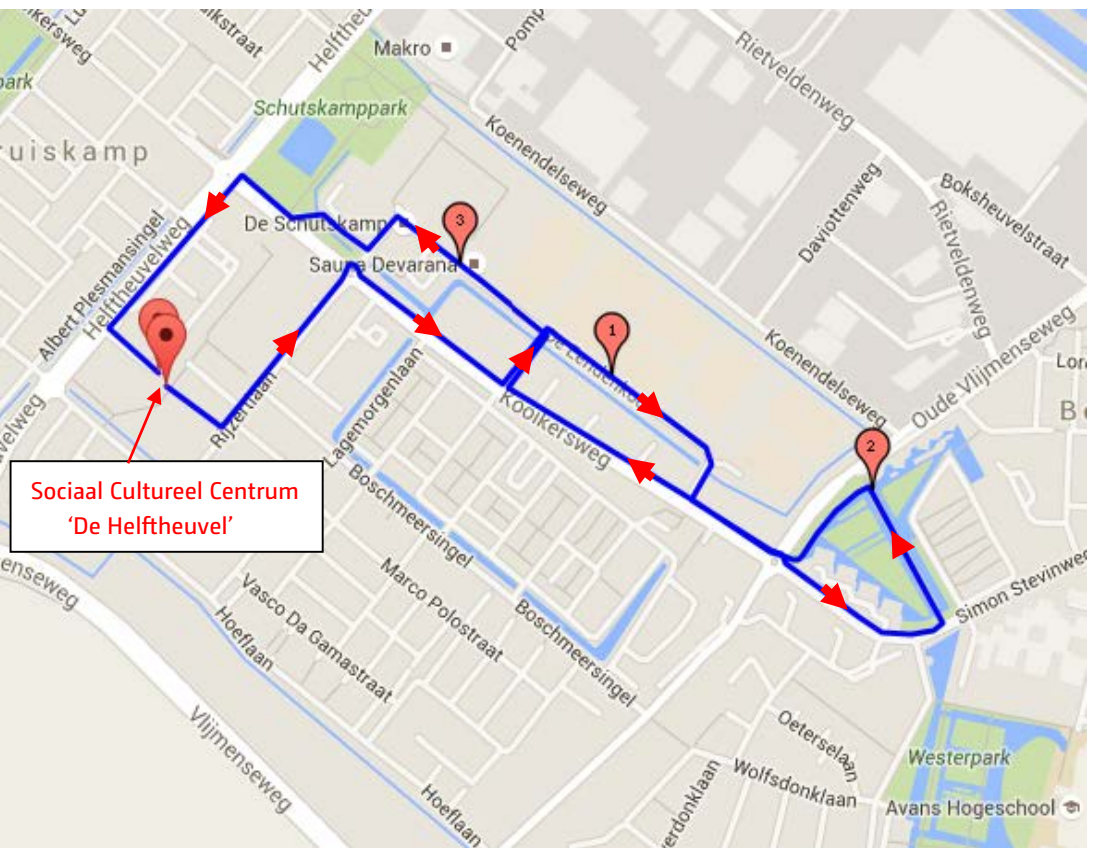 Makro
Rietveldenweg
Schutskamppark
Koenendelseweg
Daviottenweg
Boksheuvelstraat
Rietveldenweg
ruiskamp
De Schutskamp
3
Sauna Devarana
Albert Plesmansingel
Helftheuvelweg
1
Koenendelseweg
Oude Vlijmenseweg
Lor
Rijzertlaan
Lagemorgenlaan
Kooikersweg
2
Sociaal Cultureel Centrum
‘De Helftheuvel’
Boschmeersingel
Simon Stevinweg
Marco Polostraat
Vasco Da Gamastraat
Hoeflaan
Boschmeersingel
Vlijmenseweg
Oeterselaan
Westerpark
Wolfsdonklaan
Avans Hogeschool
Hoeflaan